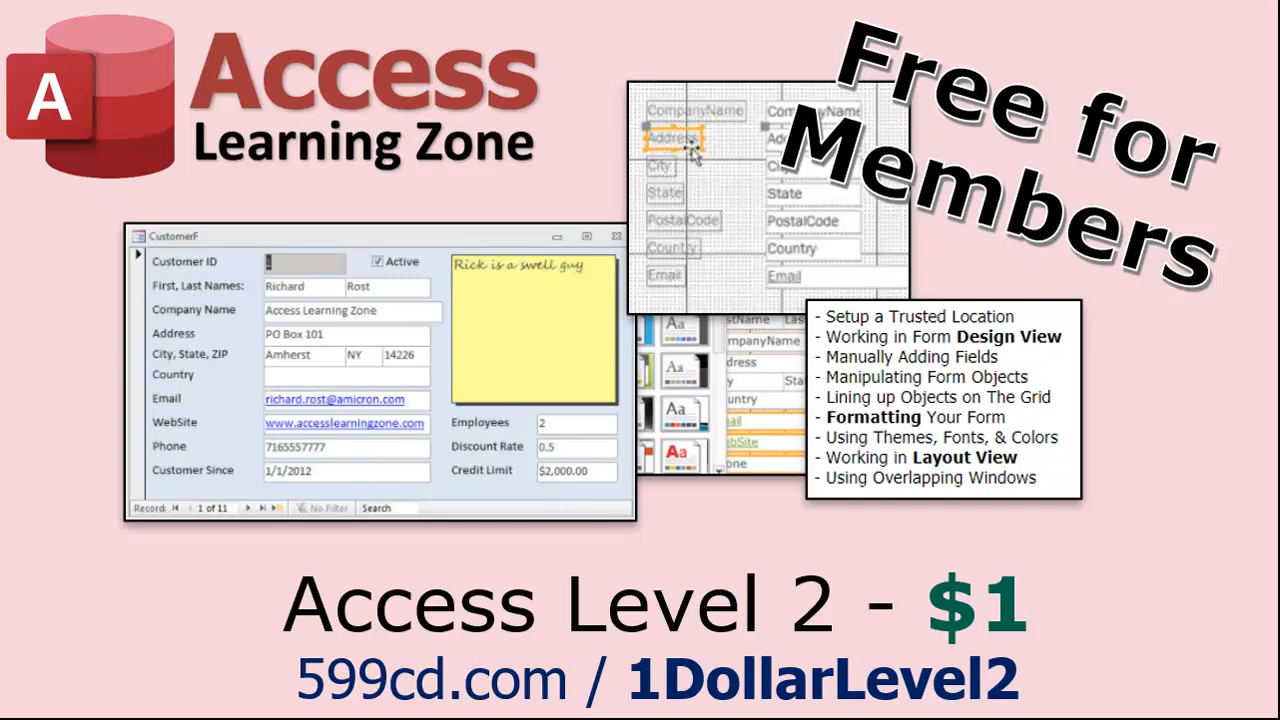 A
Access
Learning Zone
Free for
Members
CustomerF
Customer ID
Active
First, Last Names: Richard Rost
Company Name Access Learning Zone
Address PO Box 101
City, State, ZIP Amherst NY 14226
Country
Email richard.rost@amicron.com
WebSite www.accesslearningzone.com
Phone 7165557777
Customer Since 1/1/2012
Rick is a swell guy
Employees 2
Discount Rate 0.5
Credit Limit $2,000.00
Record: 1 of 11 No Filter Search
CompanyName CompanyName
Address
City
State State
PostalCode PostalCode
Country Country
Email Email
Aa
Aa
Aa
Aa
- Setup a Trusted Location
- Working in Form Design View
- Manually Adding Fields
- Manipulating Form Objects
- Lining up Objects on The Grid
- Formatting Your Form
- Using Themes, Fonts, & Colors
- Working in Layout View
- Using Overlapping Windows
Access Level 2 - $1
599cd.com / 1DollarLevel2